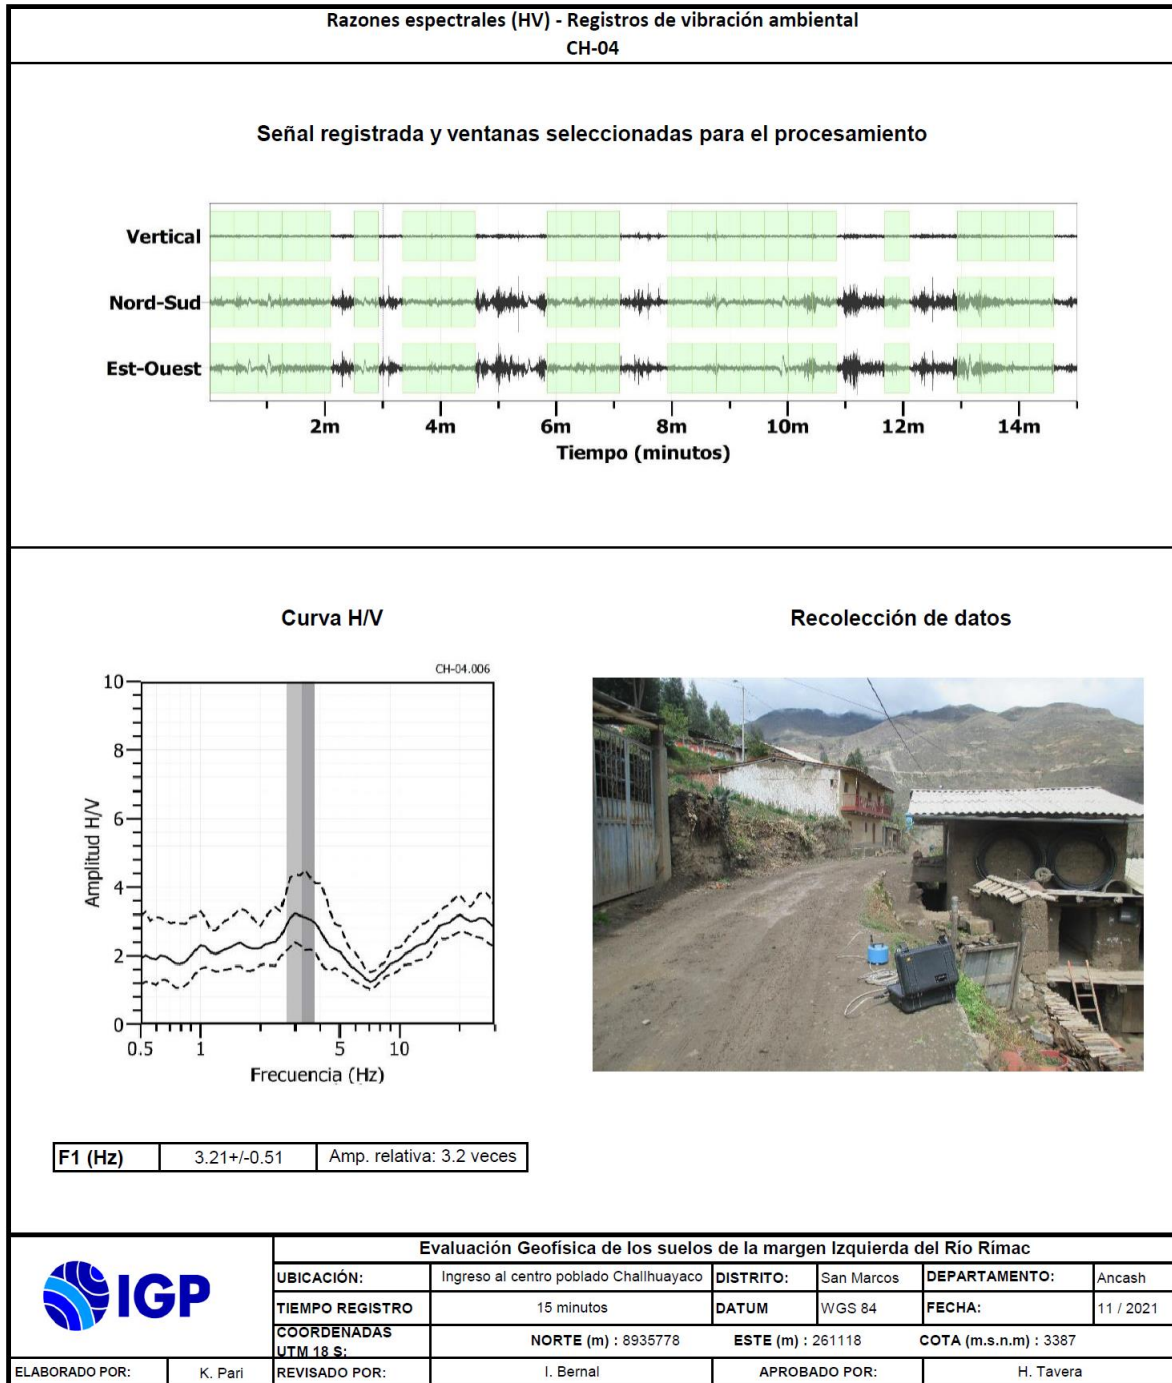 Razones espectrales (HV) - Registros de vibración ambiental
CH-04
Señal registrada y ventanas seleccionadas para el procesamiento
Vertical
Nord-Sud
Est-Ouest
2m 4m 6m 8m 10m 12m 14m
Tiempo (minutos)
Curva H/V
CH-04.006
10
8
6
4
2
0
Amplitud H/V
0.5 1 5 10
Frecuencia (Hz)
Recolección de datos
F1 (Hz) 3.21+/-0.51 Amp. relativa: 3.2 veces
IGP
Evaluación Geofísica de los suelos de la margen Izquierda del Río Rímac
UBICACIÓN: Ingreso al centro poblado Challhuayaco DISTRITO: San Marcos DEPARTAMENTO: Ancash
TIEMPO REGISTRO 15 minutos DATUM WGS 84 FECHA: 11 / 2021
COORDENADAS
UTM 18 S: NORTE (m) : 8935778 ESTE (m) : 261118 COTA (m.s.n.m) : 3387
ELABORADO POR: K. Pari REVISADO POR: I. Bernal APROBADO POR: H. Tavera